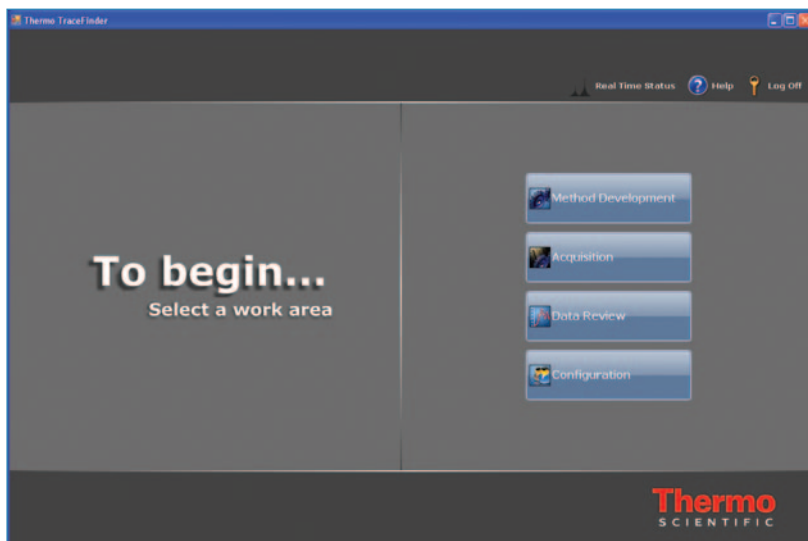 Thermo TraceFinder
Real Time Status Help Log Off
To begin...
Select a work area
Method Development
Acquisition
Data Review
Configuration
Thermo
SCIENTIFIC